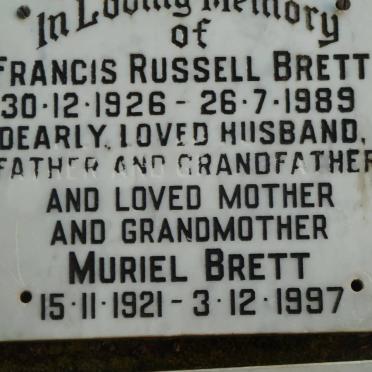 In Loving Memory
of
FRANCIS RUSSELL BRETT
30·12·1926 - 26·7·1989
DEARLY LOVED HUSBAND,
FATHER AND GRANDFATHER
AND LOVED MOTHER
AND GRANDMOTHER
MURIEL BRETT
15·11·1921 - 3·12·1997